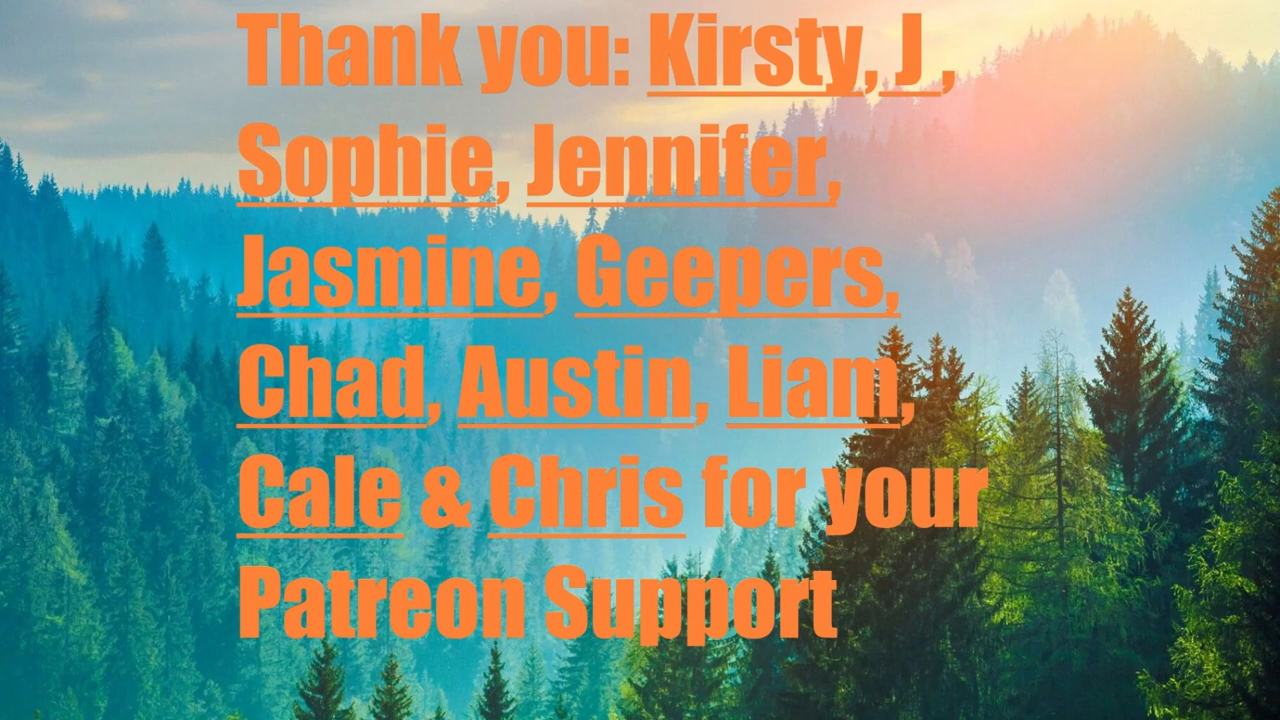 Thank you: Kirsty, J ,
Sophie, Jennifer,
Jasmine, Geepers,
Chad, Austin, Liam,
Cale & Chris for your
Patreon Support